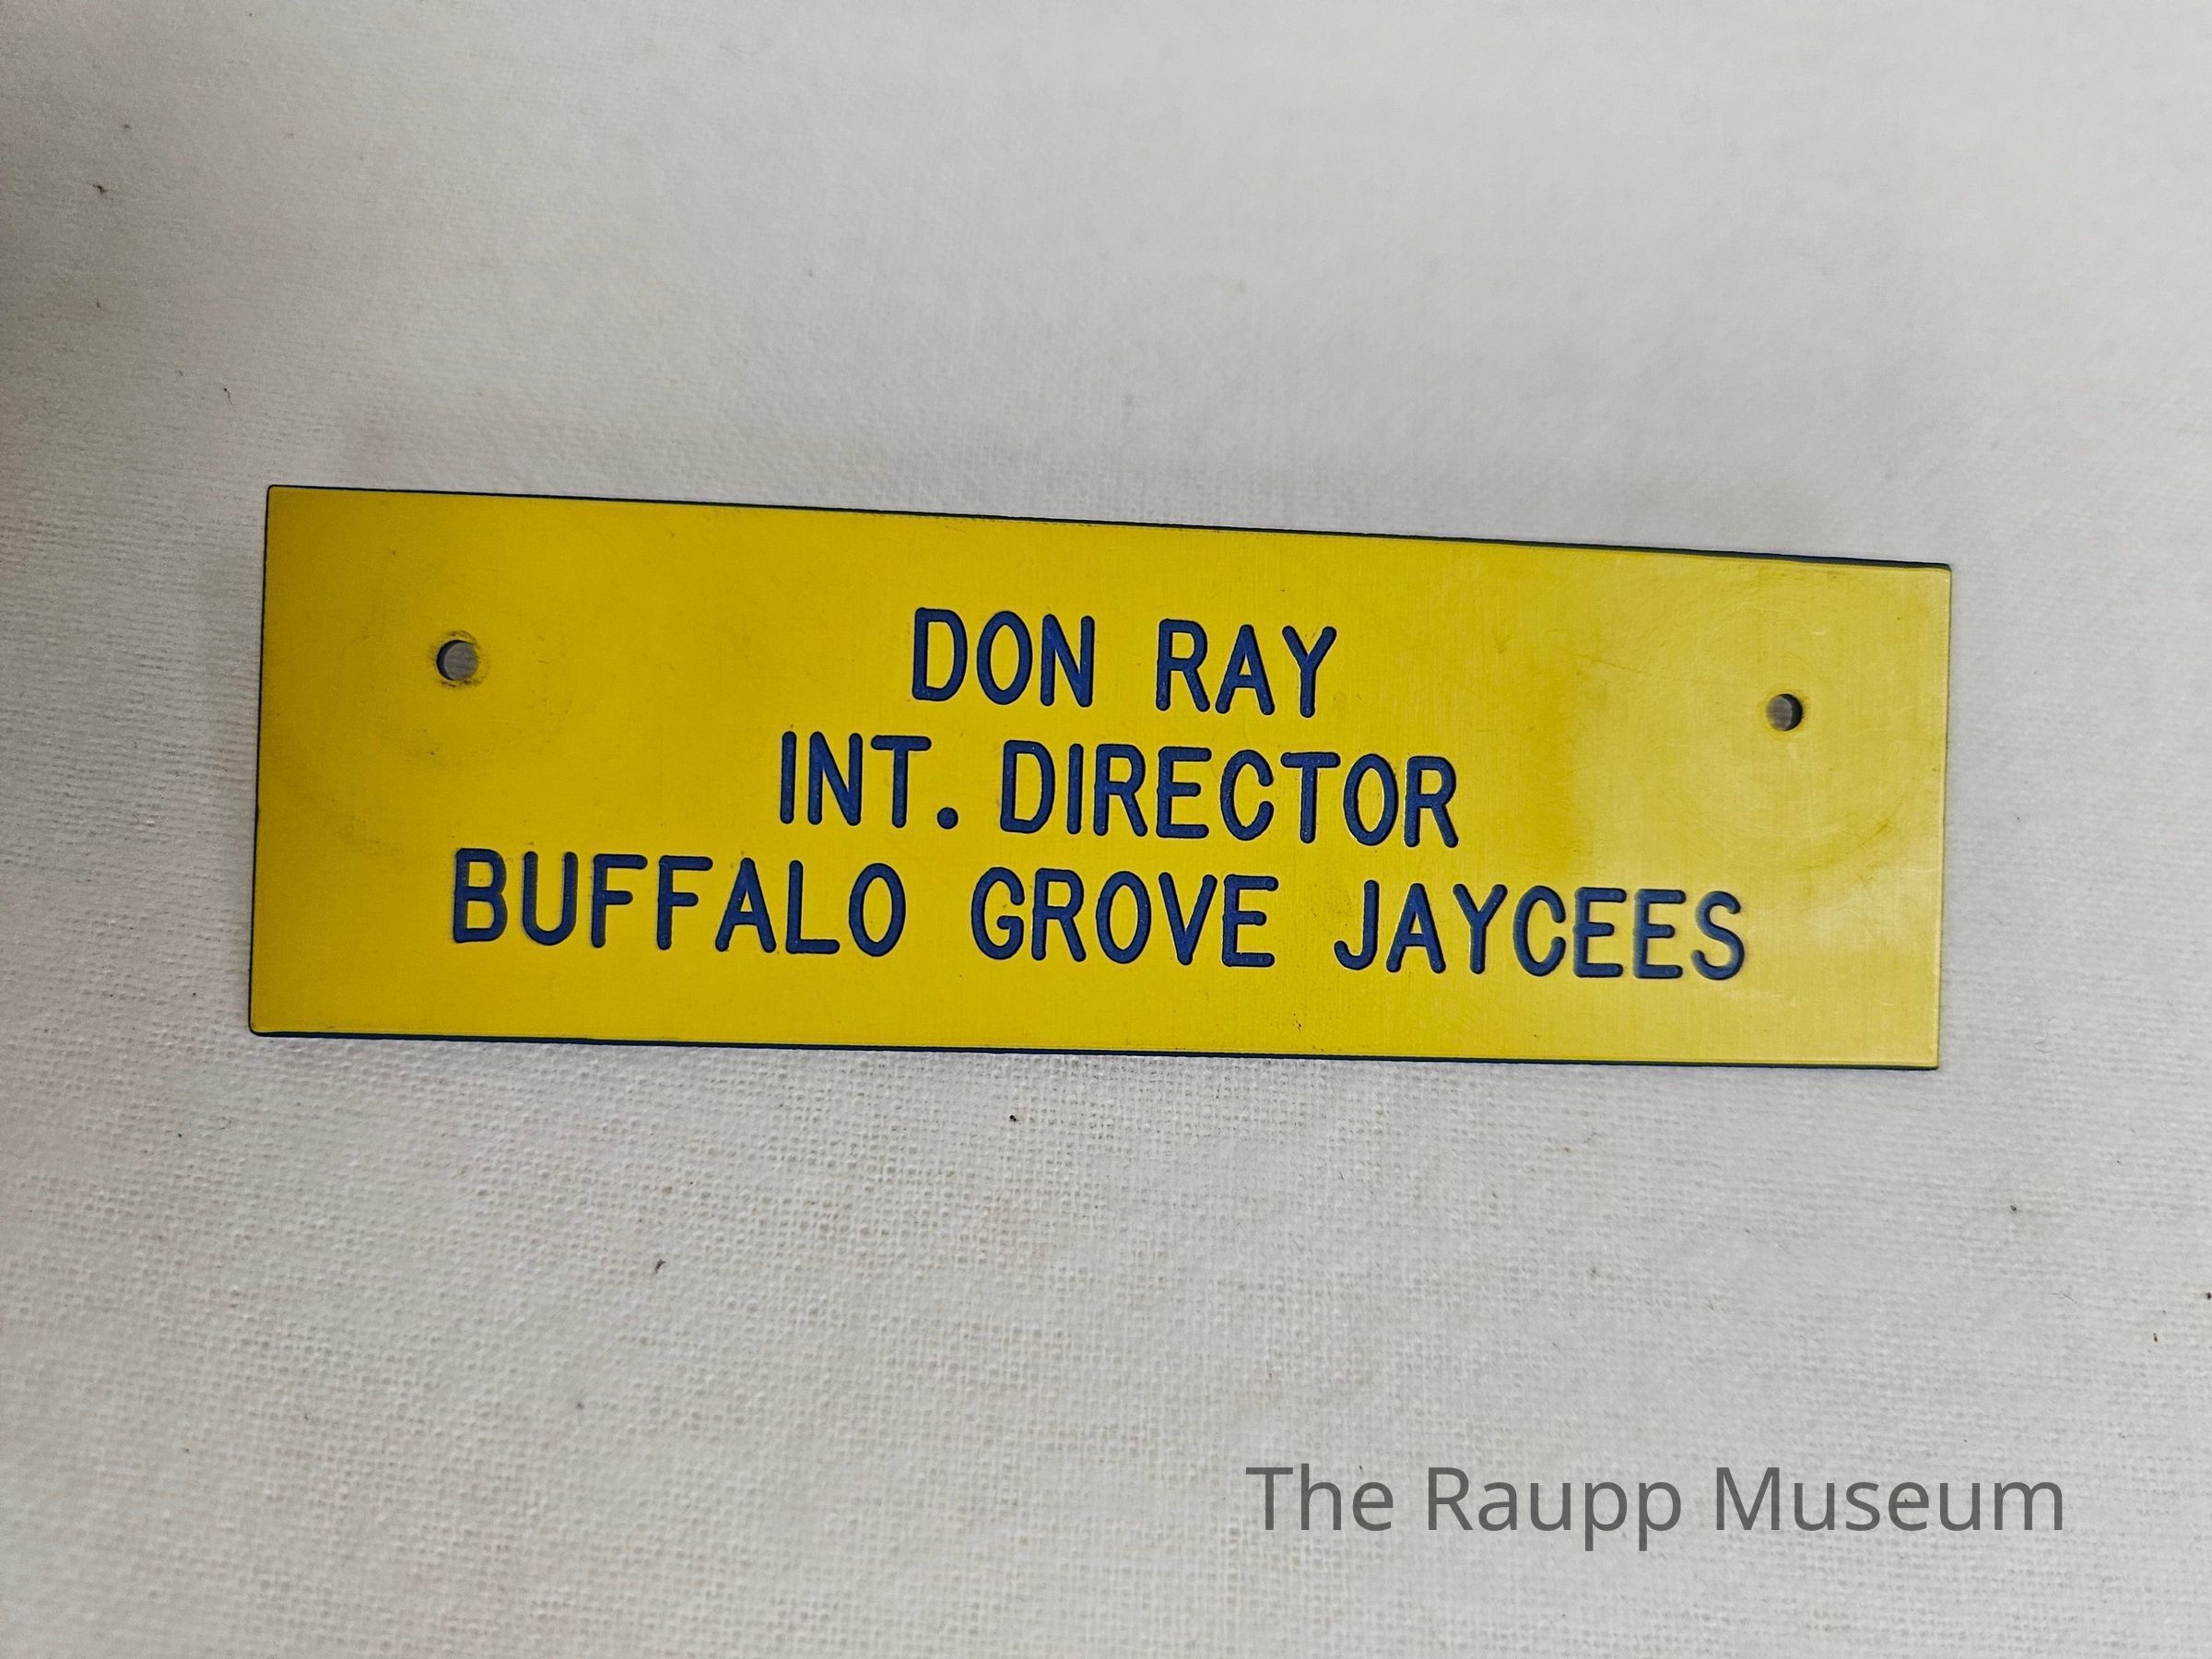 DON RAY
INT. DIRECTOR
BUFFALO GROVE JAYCEES
The Raupp Museum